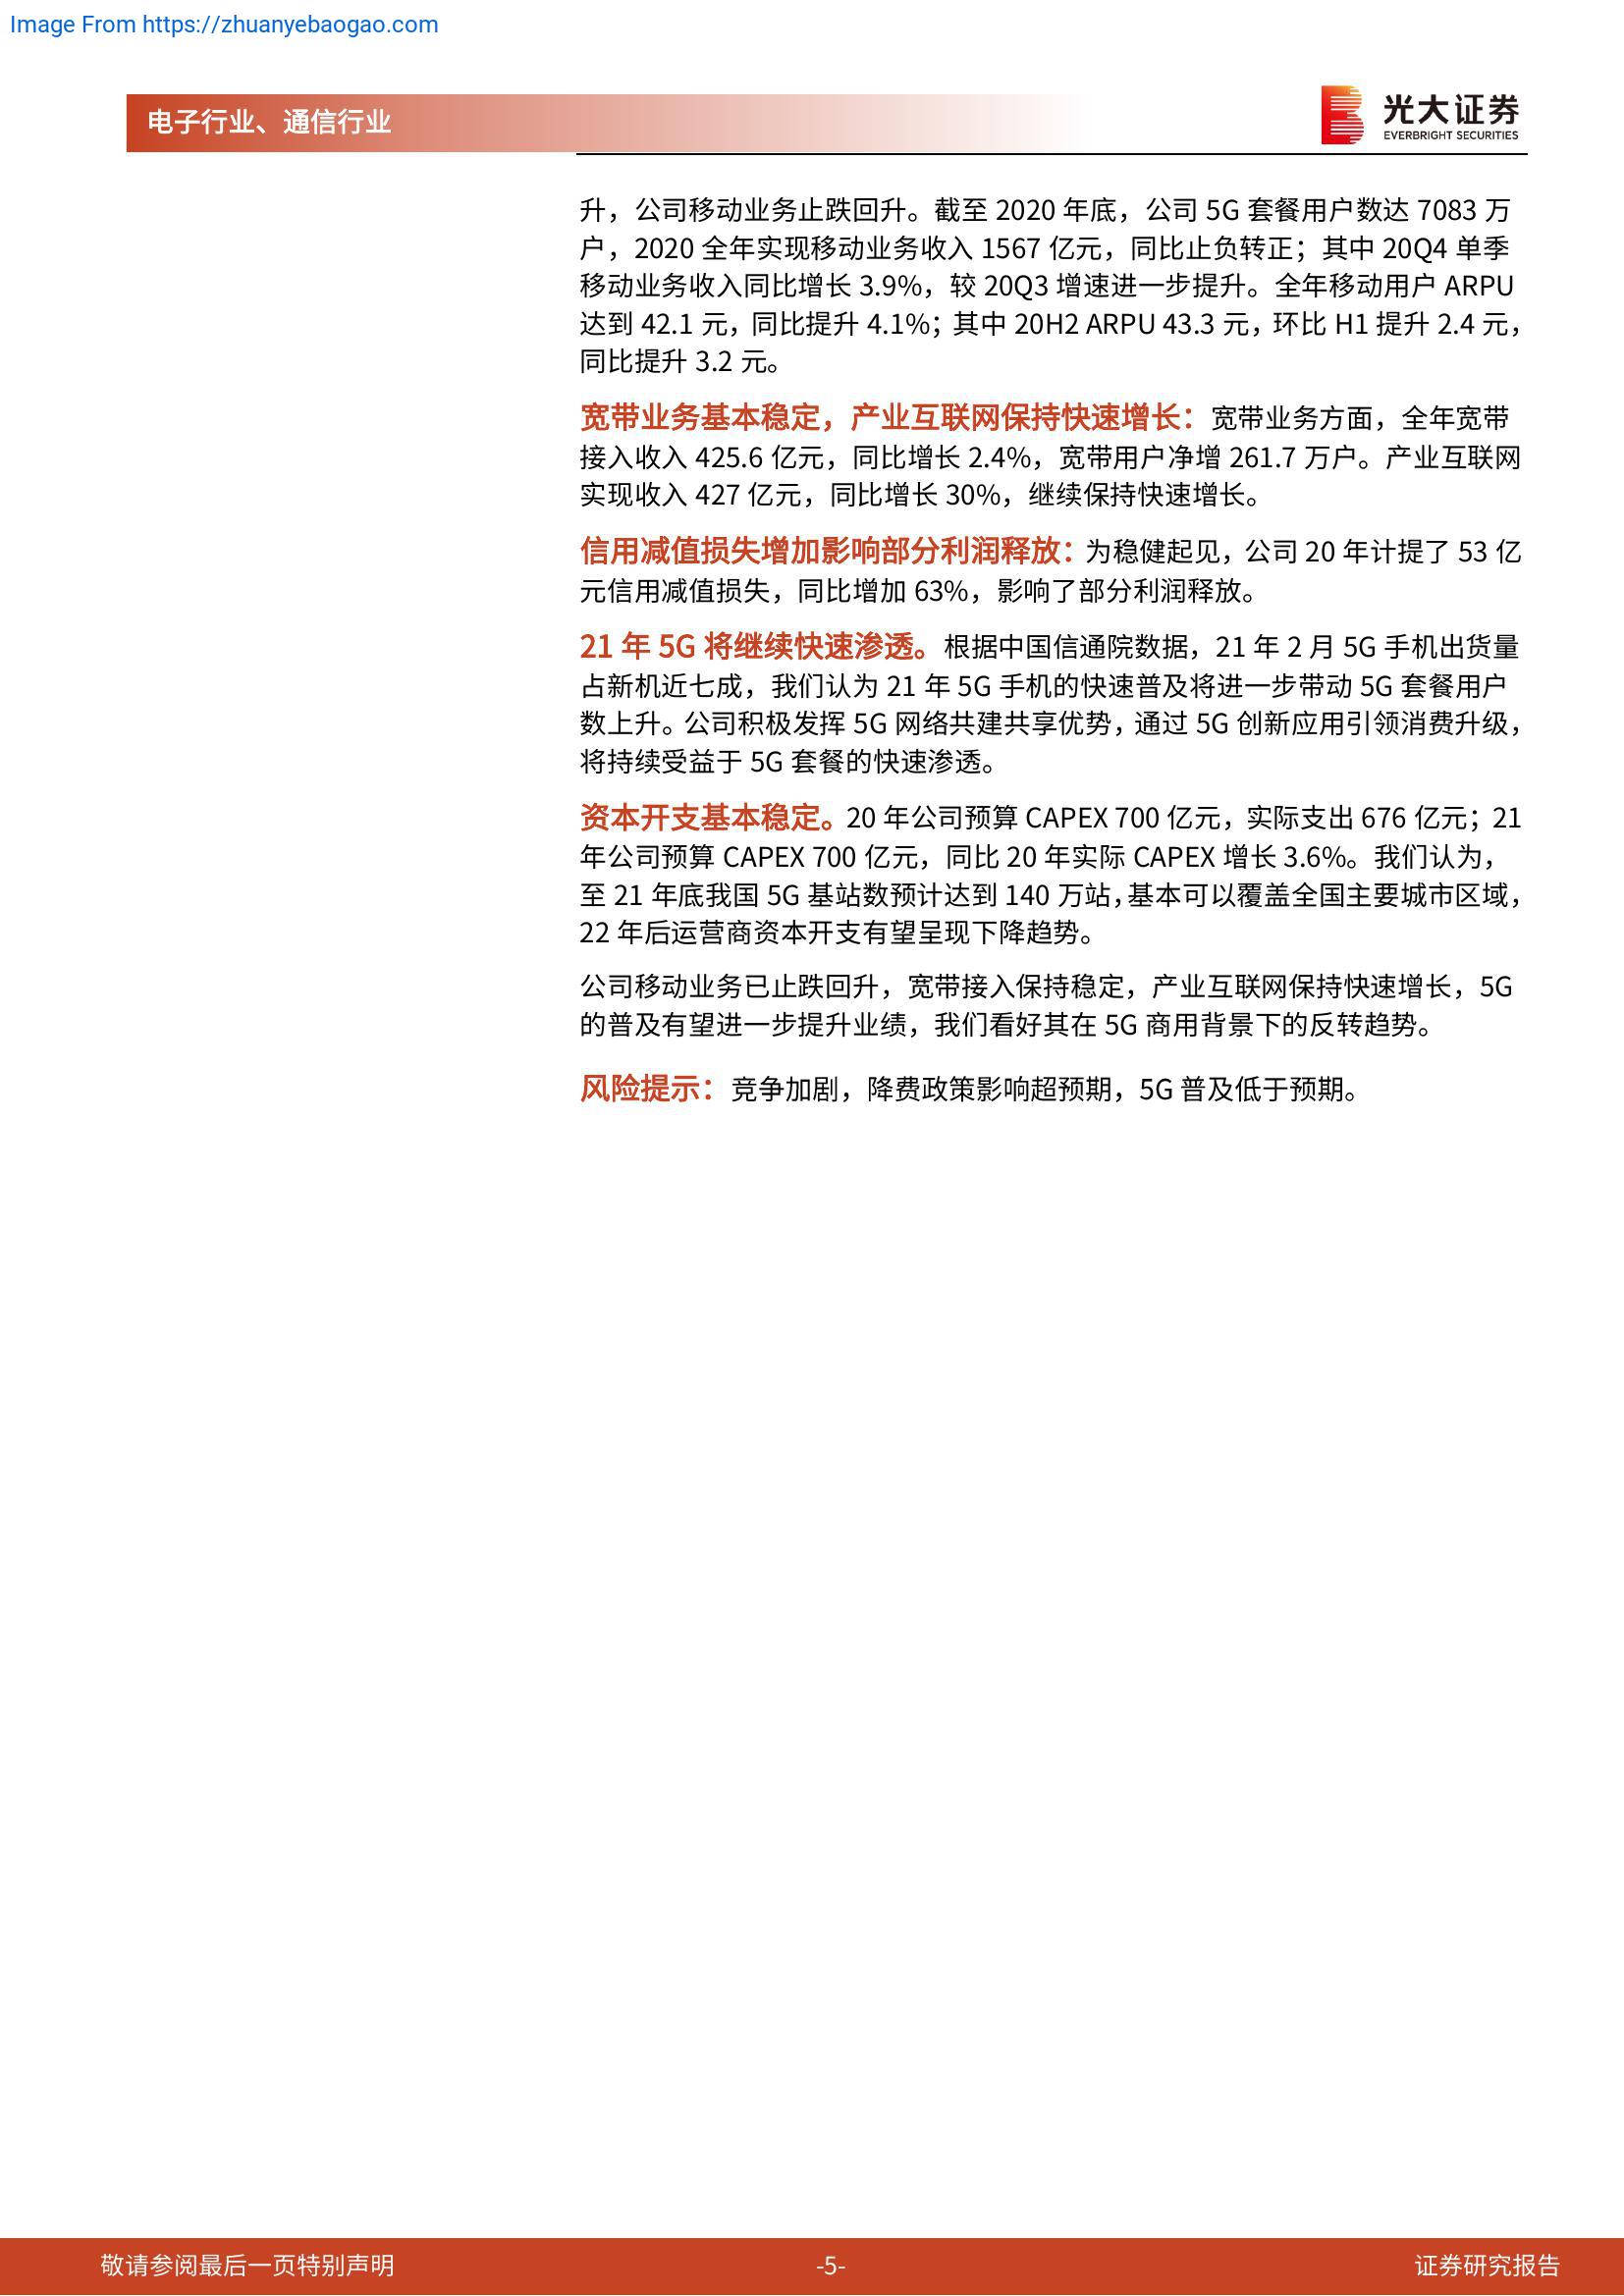 Image From https://zhuanyebaogao.com
电子行业、通信行业
光大证券
EVERBRIGHT SECURITIES
升，公司移动业务止跌回升。截至 2020 年底，公司 5G 套餐用户数达 7083 万
户，2020 全年实现移动业务收入 1567 亿元，同比止负转正；其中 20Q4 单季
移动业务收入同比增长 3.9%，较 20Q3 增速进一步提升。全年移动用户 ARPU
达到 42.1 元，同比提升 4.1%；其中 20H2 ARPU 43.3 元，环比 H1 提升 2.4 元，
同比提升 3.2 元。
宽带业务基本稳定，产业互联网保持快速增长：宽带业务方面，全年宽带
接入收入 425.6 亿元，同比增长 2.4%，宽带用户净增 261.7 万户。产业互联网
实现收入 427 亿元，同比增长 30%，继续保持快速增长。
信用减值损失增加影响部分利润释放：为稳健起见，公司 20 年计提了 53 亿
元信用减值损失，同比增加 63%，影响了部分利润释放。
21 年 5G 将继续快速渗透。根据中国信通院数据，21 年 2 月 5G 手机出货量
占新机近七成，我们认为 21 年 5G 手机的快速普及将进一步带动 5G 套餐用户
数上升。公司积极发挥 5G 网络共建共享优势，通过 5G 创新应用引领消费升级，
将持续受益于 5G 套餐的快速渗透。
资本开支基本稳定。20 年公司预算 CAPEX 700 亿元，实际支出 676 亿元；21
年公司预算 CAPEX 700 亿元，同比 20 年实际 CAPEX 增长 3.6%。我们认为，
至 21 年底我国 5G 基站数预计达到 140 万站，基本可以覆盖全国主要城市区域，
22 年后运营商资本开支有望呈现下降趋势。
公司移动业务已止跌回升，宽带接入保持稳定，产业互联网保持快速增长，5G
的普及有望进一步提升业绩，我们看好其在 5G 商用背景下的反转趋势。
风险提示：竞争加剧，降费政策影响超预期，5G 普及低于预期。
敬请参阅最后一页特别声明
-5-
证券研究报告